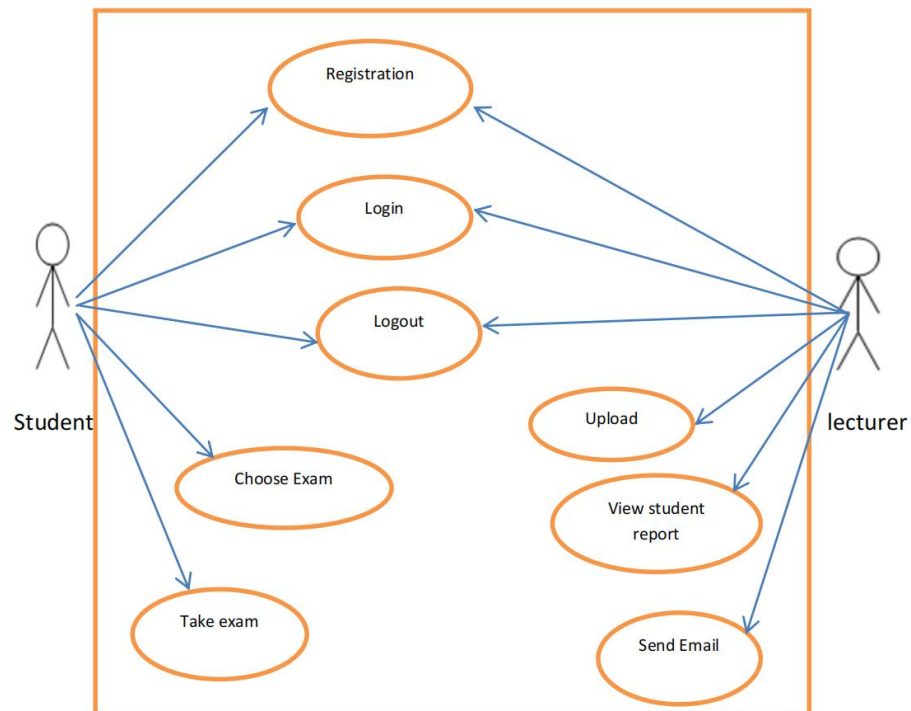 Registration
Login
Logout
Student
Upload
lecturer
Choose Exam
View student
report
Take exam
Send Email